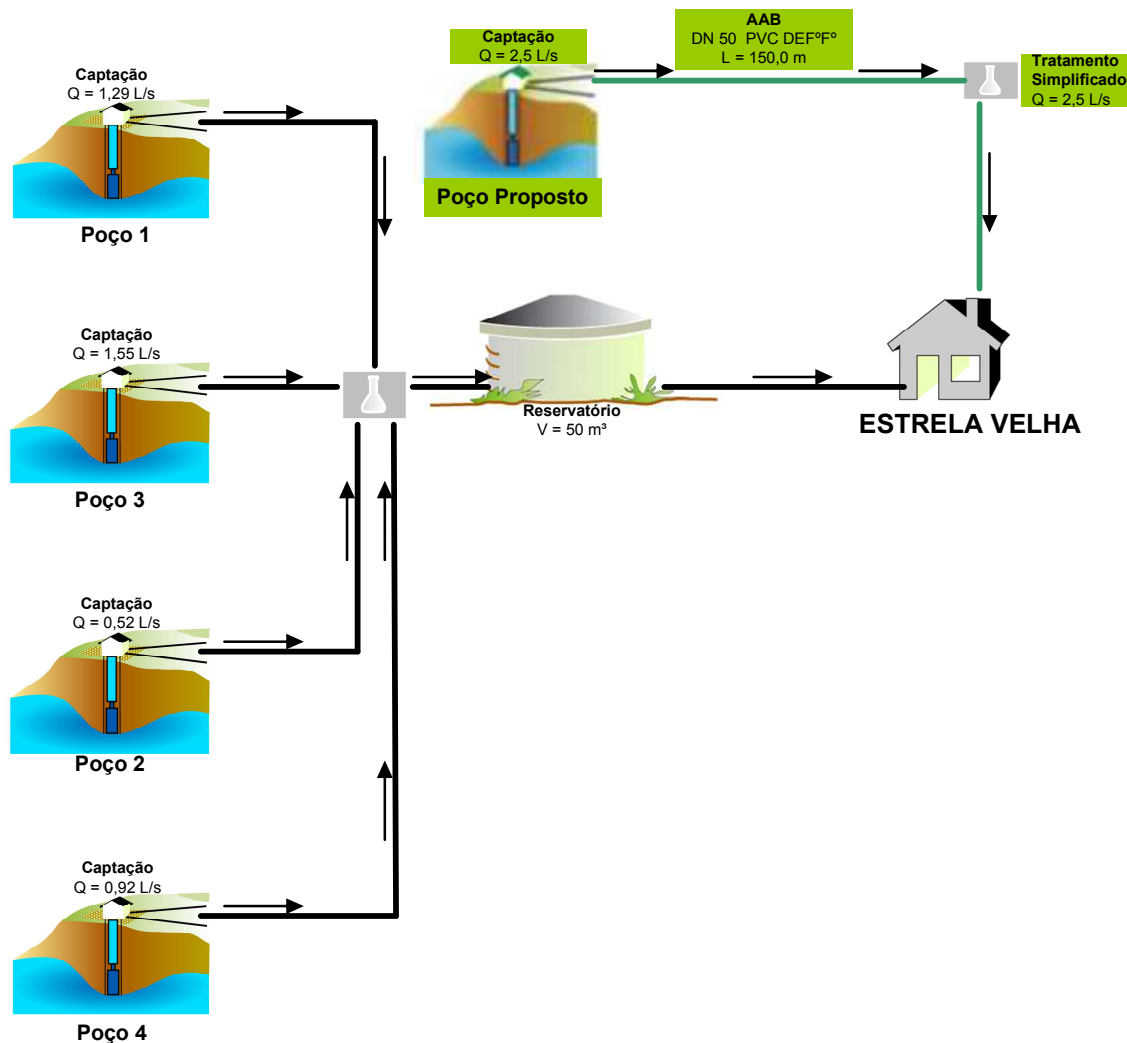 Captação
Q = 1,29 L/s
Poço 1
Captação
Q = 2,5 L/s
Poço Proposto
AAB
DN 50 PVC DEFºFº
L = 150,0 m
Tratamento
Simplificado
Q = 2,5 L/s
Captação
Q = 1,55 L/s
Poço 3
Reservatório
V = 50 m³
ESTRELA VELHA
Captação
Q = 0,52 L/s
Poço 2
Captação
Q = 0,92 L/s
Poço 4